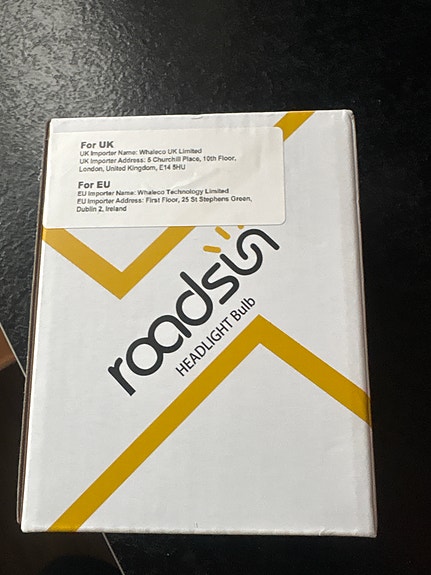 For UK
UK Importer Name: Whaleco UK Limited
UK Importer Address: 5 Churchill Place, 10th Floor,
London, United Kingdom, E14 5HU
For EU
EU Importer Name: Whaleco Technology Limited
EU Importer Address: First Floor, 25 St Stephens Green,
Dublin 2, Ireland
roadsun
HEADLIGHT Bulb